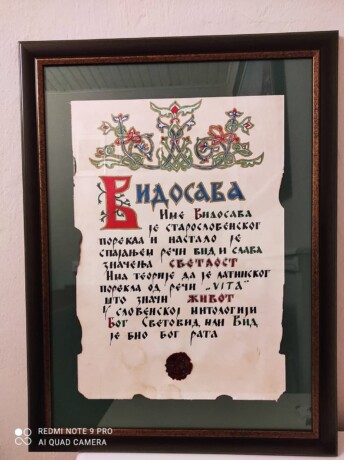 Видосава
Име Видосава
је старословенског
порекла и настало је
спајањем речи вид и слава
значења светлост
Има теорије да је латинског
порекла од речи „VITA“
што значи живот
У словенској митологији
Бог Световид или Вид
је био бог рата
REDMI NOTE 9 PRO
AI QUAD CAMERA